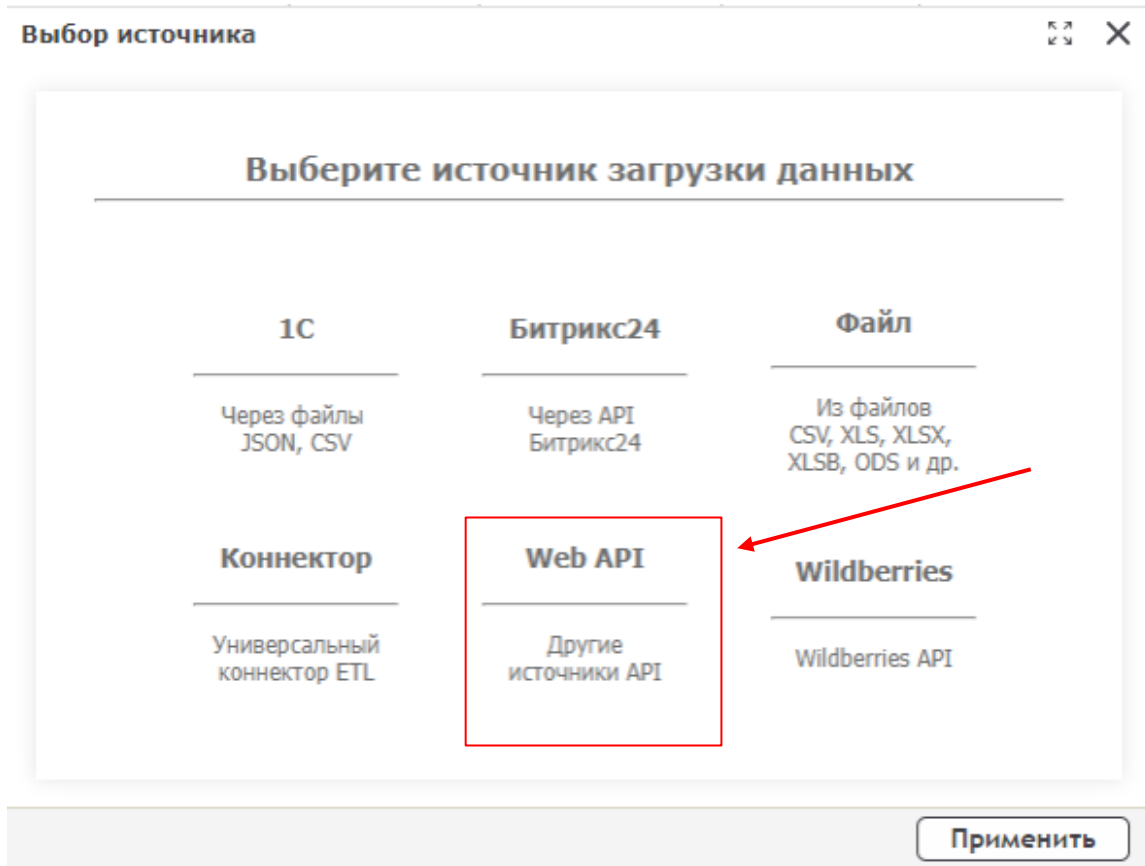 Выбор источника
Выберите источник загрузки данных
1С
Через файлы
JSON, CSV
Битрикс24
Через API
Битрикс24
Файл
Из файлов
CSV, XLS, XLSX,
XLSB, ODS и др.
Коннектор
Универсальный
коннектор ETL
Web API
Другие
источники API
Wildberries
Wildberries API
Применить